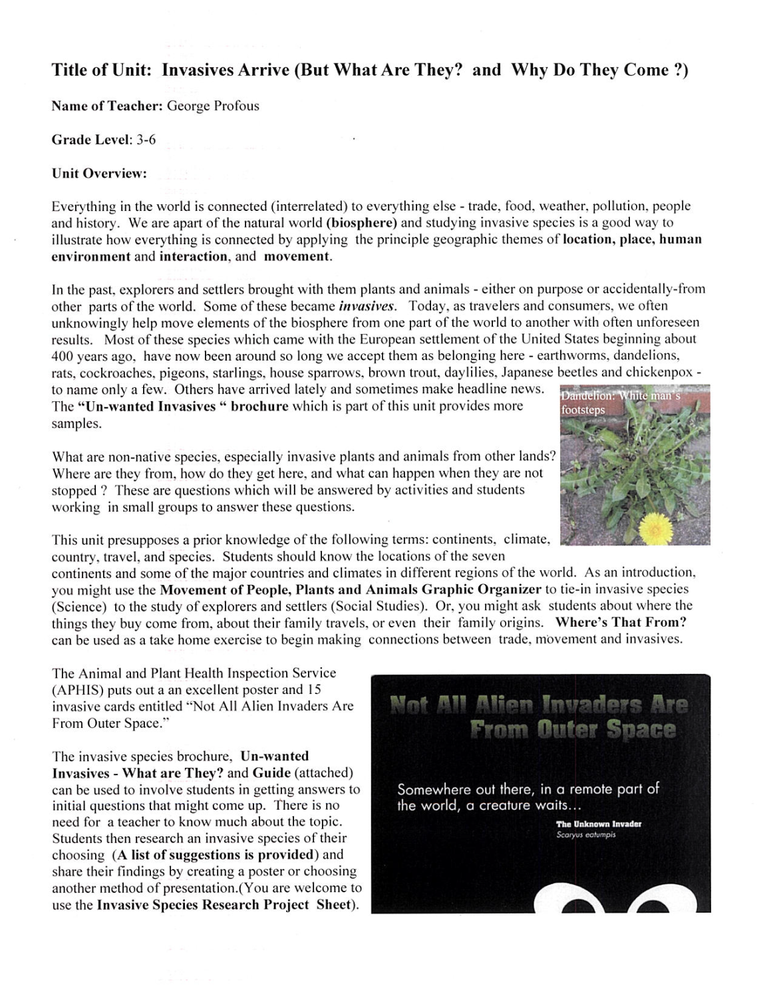 Title of Unit:  Invasives Arrive (But What Are They?  and  Why Do They Come ?)
Name of Teacher: George Profous
Grade Level: 3-6
Unit Overview:
Everything in the world is connected (interrelated) to everything else - trade, food, weather, pollution, people
and history.  We are apart of the natural world (biosphere) and studying invasive species is a good way to
illustrate how everything is connected by applying  the principle geographic themes of location, place, human
environment and interaction, and  movement.
In the past, explorers and settlers brought with them plants and animals - either on purpose or accidentally-from
other  parts of the world.  Some of these became invasives.   Today, as travelers and consumers, we often
unknowingly help move elements of the biosphere from one part of the world to another with often unforeseen
results.   Most of these species which came with the European settlement of the United States beginning about
400 years ago,  have now been around so long we accept them as belonging here - earthworms, dandelions,
rats, cockroaches, pigeons, starlings, house sparrows, brown trout, daylilies, Japanese beetles and chickenpox -
to name only a few.  Others have arrived lately and sometimes make headline news.
The “Un-wanted Invasives “ brochure which is part of this unit provides more
samples.
Dandelion: White man's
footsteps
What are non-native species, especially invasive plants and animals from other lands?
Where are they from, how do they get here, and what can happen when they are not
stopped ?  These are questions which will be answered by activities and students
working  in small groups to answer these questions.
This unit presupposes a prior knowledge of the following terms: continents,  climate,
country, travel, and species.  Students should know the locations of the seven
continents and some of the major countries and climates in different regions of the world.  As an introduction,
you might use the Movement of People, Plants and Animals Graphic Organizer to tie-in invasive species
(Science)  to the study of explorers and settlers (Social Studies).  Or, you might ask  students about where the
things they buy come from, about their family travels, or even  their  family origins.   Where's That From?
can be used as a take home exercise to begin making  connections between  trade, movement and invasives.
The Animal and Plant Health Inspection Service
(APHIS) puts out a an excellent poster and 15
invasive cards entitled “Not All Alien Invaders Are
From Outer Space.”
The invasive species brochure,  Un-wanted
Invasives - What are They? and Guide (attached)
can be used to involve students in getting answers to
initial questions that might come up.  There is no
need for  a teacher to know much about the topic.
Students then research an invasive species of their
choosing  (A list of suggestions is provided) and
share their findings by creating a poster or choosing
another method of presentation.(You are welcome to
use the Invasive Species Research Project  Sheet).
Not All Alien Invaders Are
From Outer Space
Somewhere out there, in a remote part of
the world, a creature waits...
The Unknown Invader
Scaryus eatumpis